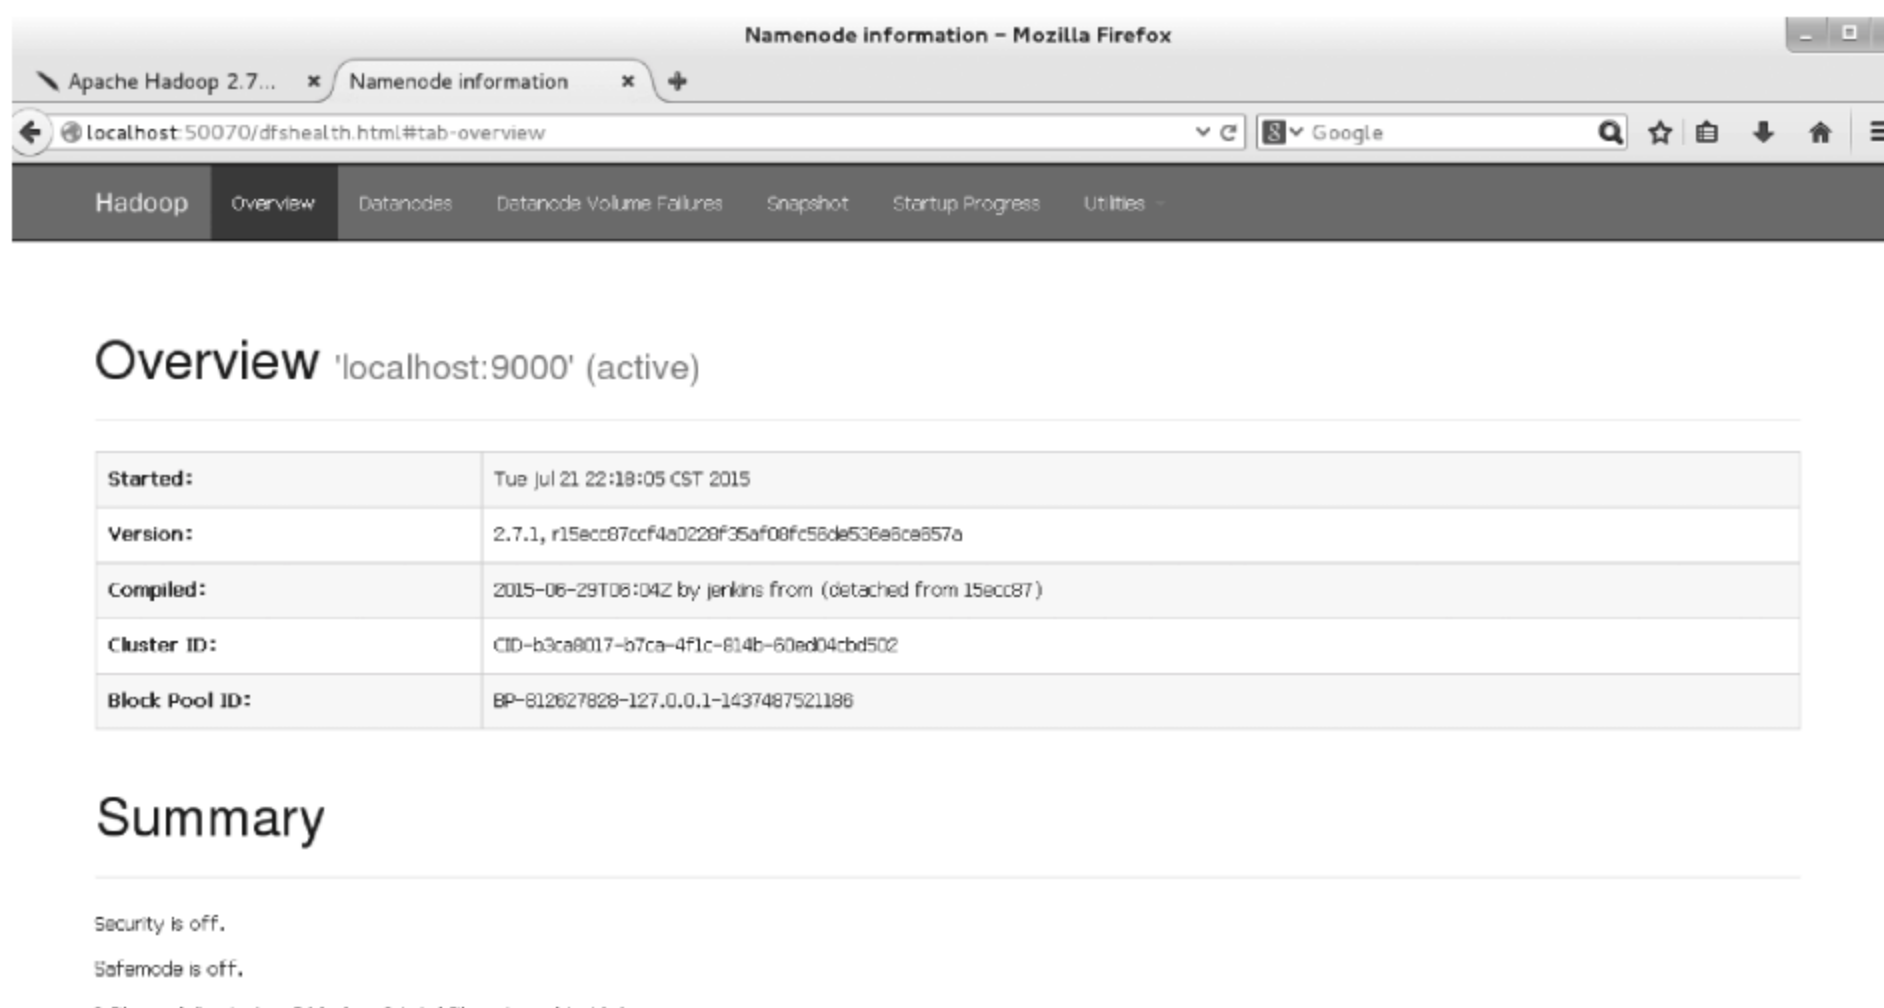 Namenode information – Mozilla Firefox
Apache Hadoop 2.7... Namenode information
localhost:50070/dfshealth.html#tab-overview Google
Hadoop Overview Datanodes Datanode Volume Failures Snapshot Startup Progress Utilities
Overview 'localhost:9000' (active)
Started: Tue Jul 21 22:18:05 CST 2015
Version: 2.7.1, r15ecc87ccf4a0228f35af08fc56de536e6ce657a
Compiled: 2015-06-29T06:04Z by jenkins from (detached from 15ecc87)
Cluster ID: CID-b3ca8017-b7ca-4f1c-814b-60ed04cbd502
Block Pool ID: BP-812627828-127.0.0.1-1437487521186
Summary
Security is off.
Safemode is off.